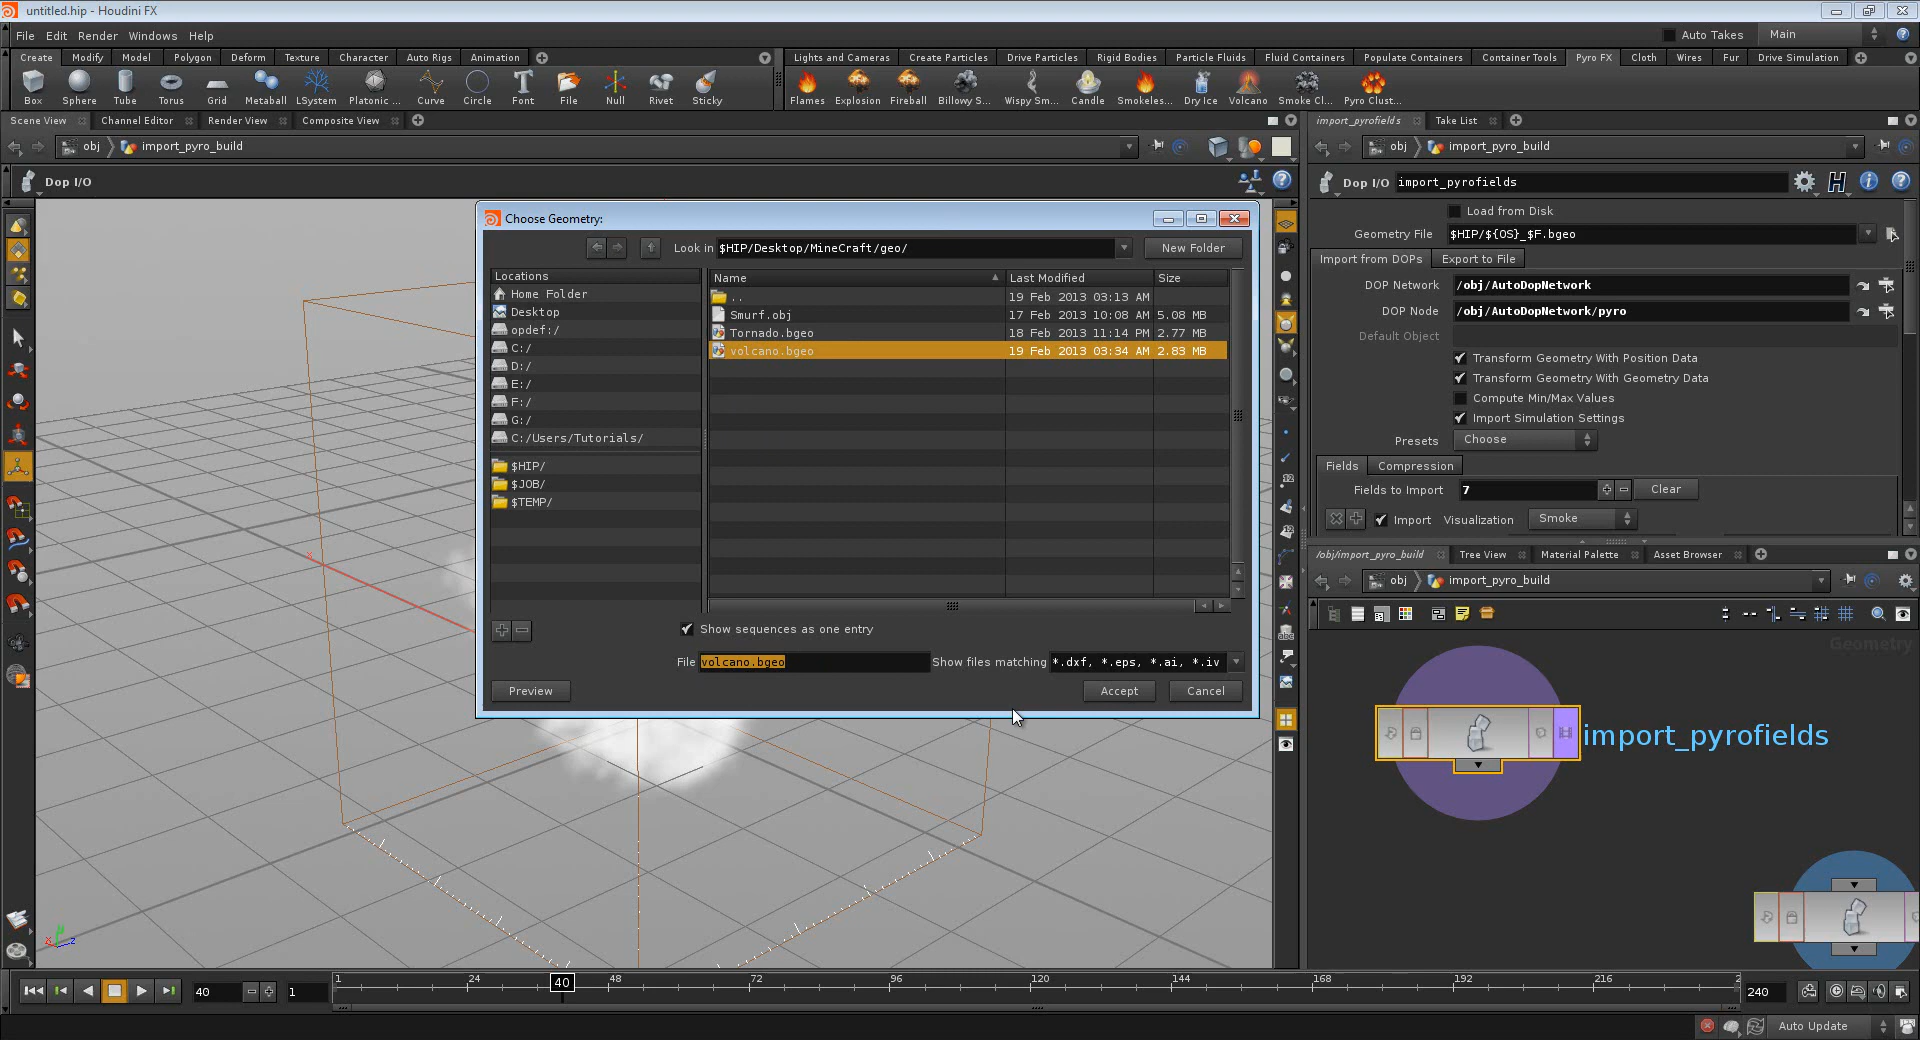 untitled.hip - Houdini FX
File Edit Render Windows Help
Auto Takes Main
Create Modify Model Polygon Deform Texture Character Auto Rigs Animation
Lights and Cameras Create Particles Drive Particles Rigid Bodies Particle Fluids Fluid Containers Populate Containers Container Tools Pyro FX Cloth Wires Fur Drive Simulation
Box Sphere Tube Torus Grid Metaball LSystem Platonic ... Curve Circle Font File Null Rivet Sticky
Flames Explosion Fireball Billowy S... Wispy Sm... Candle Smokeles... Dry Ice Volcano Smoke Cl... Pyro Clust...
Scene View Channel Editor Render View Composite View
import_pyrofields Take List
obj import_pyro_build
obj import_pyro_build
Dop I/O
Dop I/O import_pyrofields
Load from Disk
Geometry File $HIP/${OS}_$F.bgeo
Import from DOPs Export to File
DOP Network /obj/AutoDopNetwork
DOP Node /obj/AutoDopNetwork/pyro
Default Object
Transform Geometry With Position Data
Transform Geometry With Geometry Data
Compute Min/Max Values
Import Simulation Settings
Presets Choose
Fields Compression
Fields to Import 7 Clear
Import Visualization Smoke
Choose Geometry:
Look in $HIP/Desktop/MineCraft/geo/ New Folder
Locations
Home Folder
Desktop
opdef:/
C:/
D:/
E:/
F:/
G:/
C:/Users/Tutorials/
$HIP/
$JOB/
$TEMP/
Name Last Modified Size
.. 19 Feb 2013 03:13 AM
Smurf.obj 17 Feb 2013 10:08 AM 5.08 MB
Tornado.bgeo 18 Feb 2013 11:14 PM 2.77 MB
volcano.bgeo 19 Feb 2013 03:34 AM 2.83 MB
Show sequences as one entry
File volcano.bgeo Show files matching *.dxf, *.eps, *.ai, *.iv
Preview Accept Cancel
/obj/import_pyro_build Tree View Material Palette Asset Browser
obj import_pyro_build
Geometry
import_pyrofields
x
x z
1 24 40 48 72 96 120 144 168 192 216 2
40 1 240
Auto Update